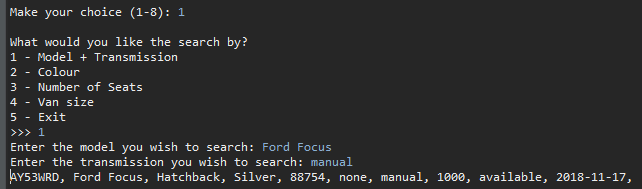 Make your choice (1-8): 1
What would you like the search by?
1 - Model + Transmission
2 - Colour
3 - Number of Seats
4 - Van size
5 - Exit
>>> 1
Enter the model you wish to search: Ford Focus
Enter the transmission you wish to search: manual
AY53WRD, Ford Focus, Hatchback, Silver, 88754, none, manual, 1000, available, 2018-11-17,